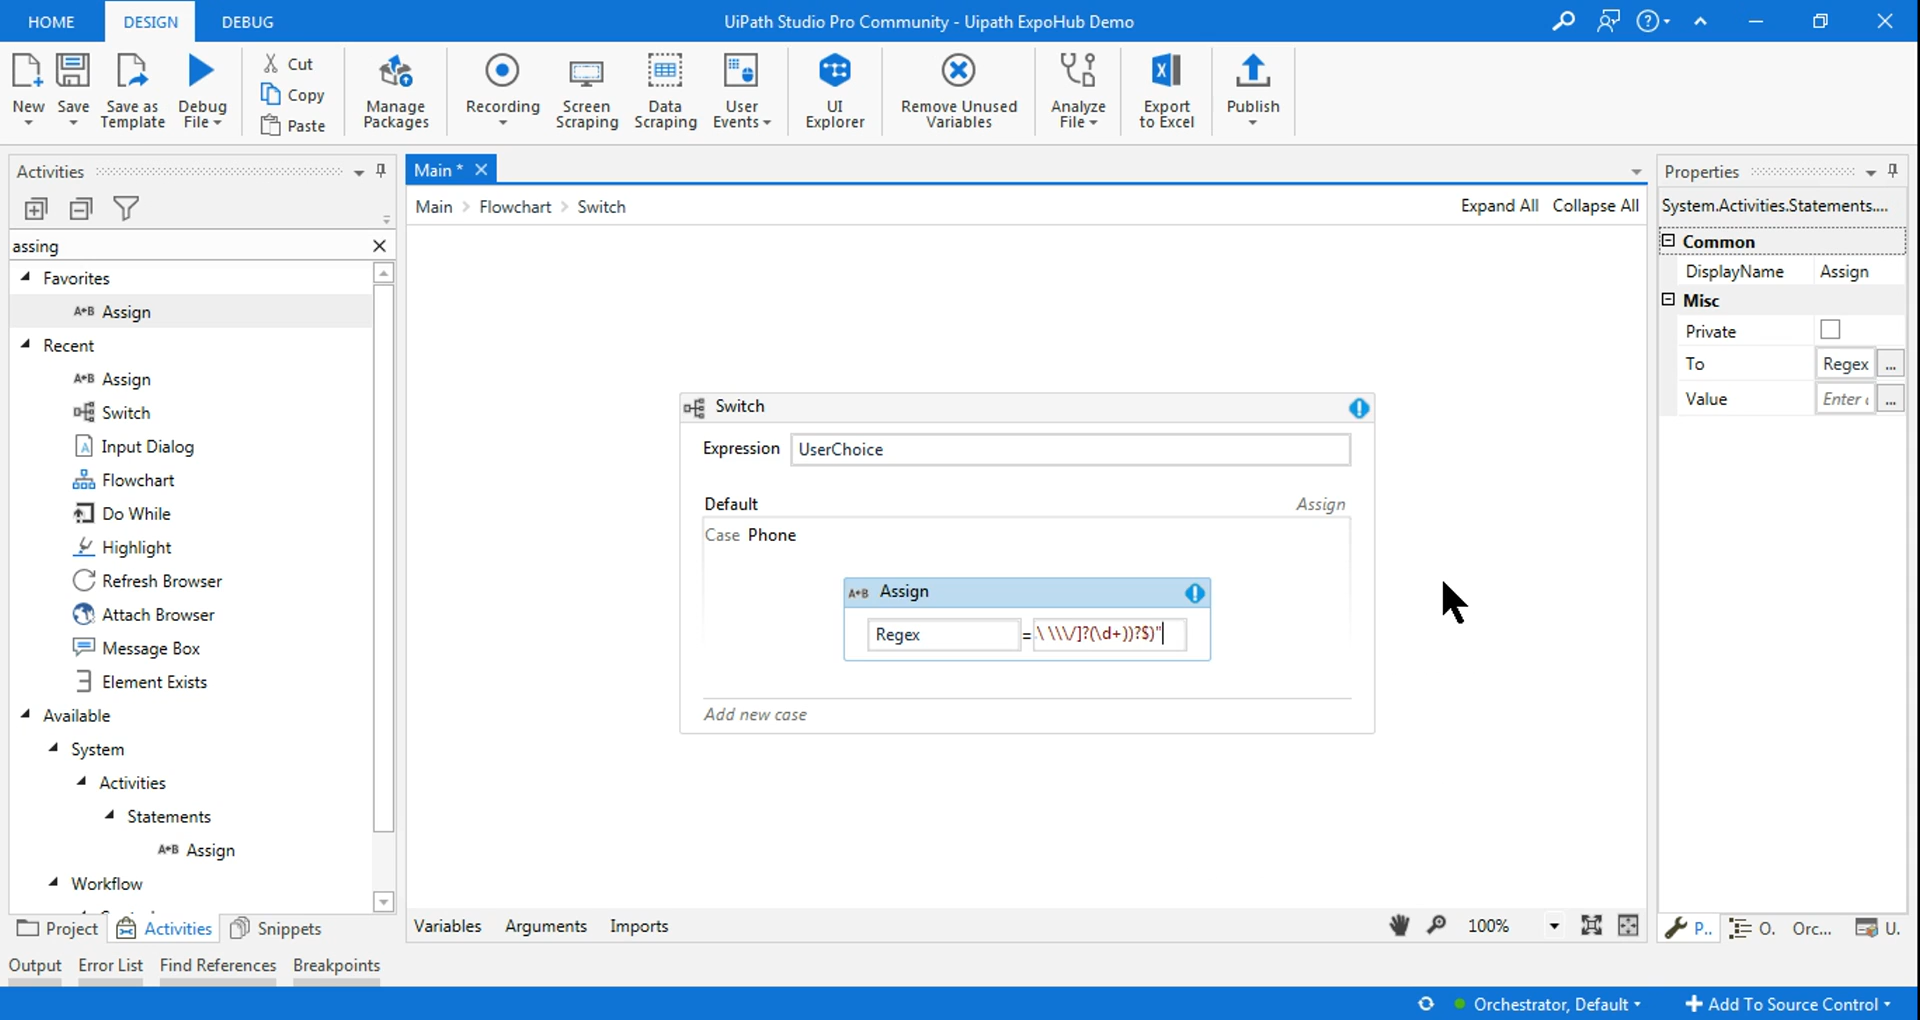 HOME DESIGN DEBUG UiPath Studio Pro Community - Uipath ExpoHub Demo
New
Save
Save as
Template
Debug
File
Cut
Copy
Paste
Manage
Packages
Recording
Screen
Scraping
Data
Scraping
User
Events
UI
Explorer
Remove Unused
Variables
Analyze
File
Export
to Excel
Publish
Activities
assing
Favorites
Assign
Recent
Assign
Switch
Input Dialog
Flowchart
Do While
Highlight
Refresh Browser
Attach Browser
Message Box
Element Exists
Available
System
Activities
Statements
Assign
Workflow
Project Activities Snippets
Main *
Main > Flowchart > Switch Expand All Collapse All
Switch
Expression UserChoice
Default Assign
Case Phone
A+B Assign
Regex = \ \\\/]?(\d+))?$)"
Add new case
Variables Arguments Imports 100%
Properties
System.Activities.Statements....
Common
DisplayName Assign
Misc
Private
To Regex ...
Value Enter ...
P.. O. Orc... U.
Output Error List Find References Breakpoints
Orchestrator, Default Add To Source Control